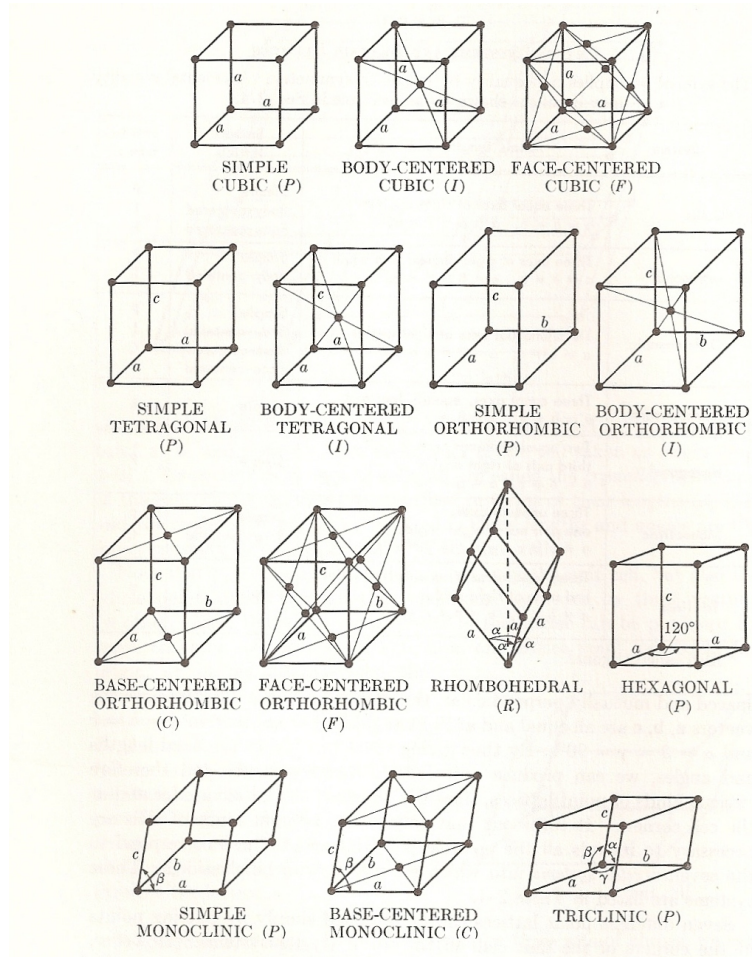 a
a
a
SIMPLE
CUBIC (P)
a
a
a
BODY-CENTERED
CUBIC (I)
a
a
a
FACE-CENTERED
CUBIC (F)
c
a
a
SIMPLE
TETRAGONAL
(P)
c
a
a
BODY-CENTERED
TETRAGONAL
(I)
c
b
a
SIMPLE
ORTHORHOMBIC
(P)
c
b
a
BODY-CENTERED
ORTHORHOMBIC
(I)
c
b
a
BASE-CENTERED
ORTHORHOMBIC
(C)
c
b
a
FACE-CENTERED
ORTHORHOMBIC
(F)
a
a
a
α
α
α
RHOMBOHEDRAL
(R)
c
120°
a
a
HEXAGONAL
(P)
c
b
β
a
SIMPLE
MONOCLINIC (P)
c
b
β
a
BASE-CENTERED
MONOCLINIC (C)
c
β
α
b
γ
a
TRICLINIC (P)